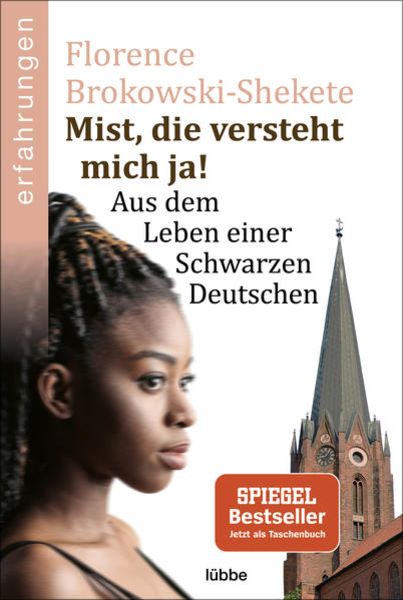 erfahrungen
Florence
Brokowski-Shekete
Mist, die versteht
mich ja!
Aus dem
Leben einer
Schwarzen
Deutschen
SPIEGEL
Bestseller
Jetzt als Taschenbuch
lübbe